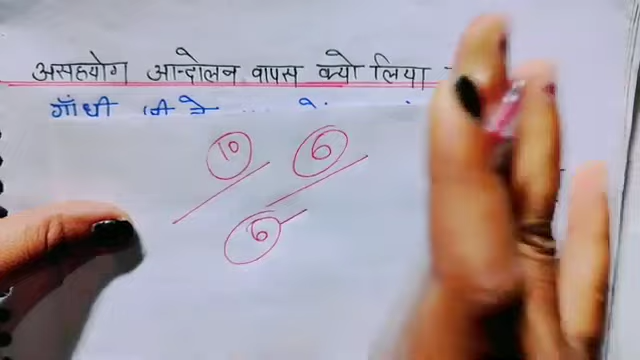 असहयोग आन्दोलन वापस क्यो लिया
गाँधी जी ने
10 6
6